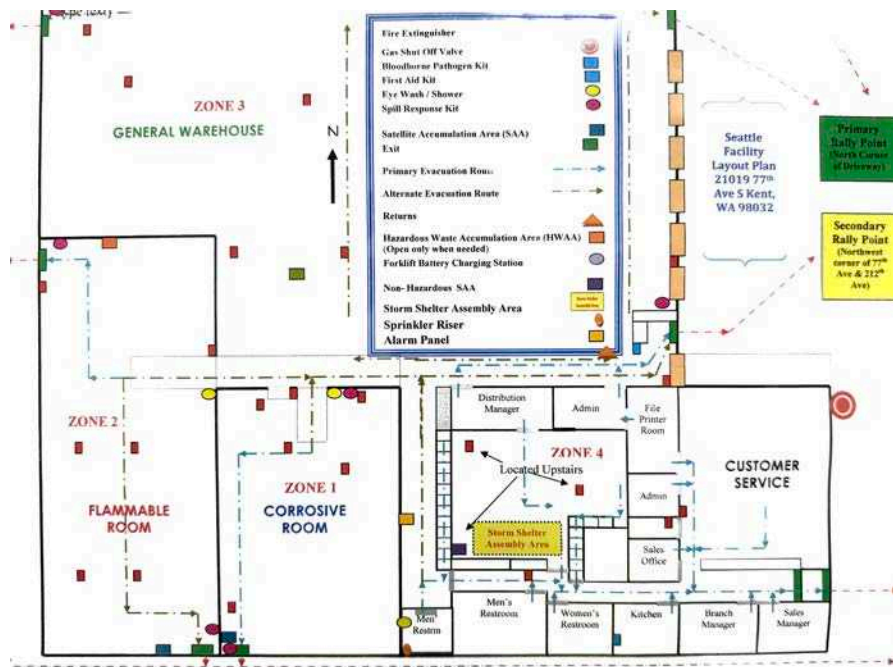 ZONE 3
GENERAL WAREHOUSE
N
Fire Extinguisher
Gas Shut Off Valve
Bloodborne Pathogen Kit
First Aid Kit
Eye Wash / Shower
Spill Response Kit
Satellite Accumulation Area (SAA)
Exit
Primary Evacuation Route
Alternate Evacuation Route
Returns
Hazardous Waste Accumulation Area (HWAA)
(Open only when needed)
Forklift Battery Charging Station
Non- Hazardous SAA
Storm Shelter Assembly Area
Sprinkler Riser
Alarm Panel
Seattle
Facility
Layout Plan
21019 77th
Ave S Kent,
WA 98032
Primary
Rally Point
(North Corner
of Driveway)
Secondary
Rally Point
(Northwest
corner of 77th
Ave & 212th
Ave)
ZONE 2
FLAMMABLE
ROOM
ZONE 1
CORROSIVE
ROOM
Distribution
Manager
Admin
File
Printer
Room
ZONE 4
Located Upstairs
Storm Shelter
Assembly Area
Admin
Sales
Office
CUSTOMER
SERVICE
Men
Restrm
Men's
Restroom
Women's
Restroom
Kitchen
Branch
Manager
Sales
Manager